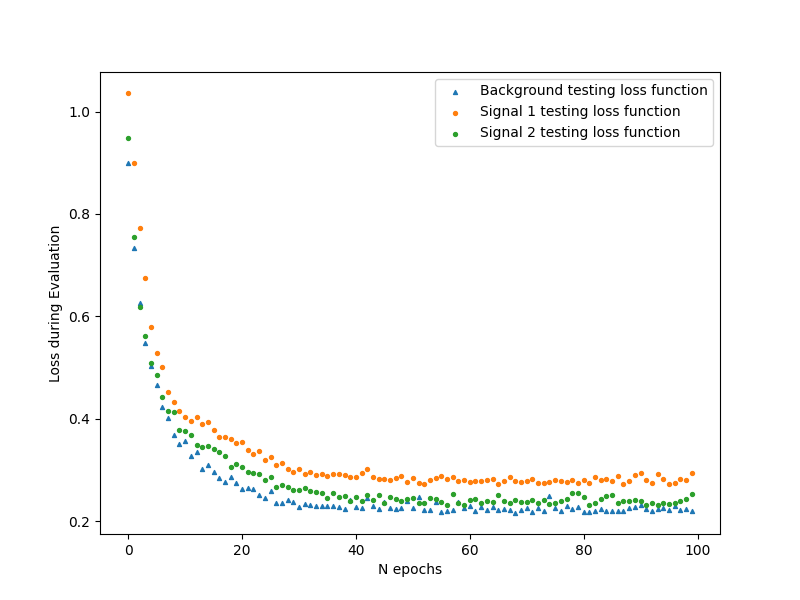 Background testing loss function
Signal 1 testing loss function
Signal 2 testing loss function
1.0
0.8
0.6
0.4
0.2
Loss during Evaluation
0 20 40 60 80 100
N epochs